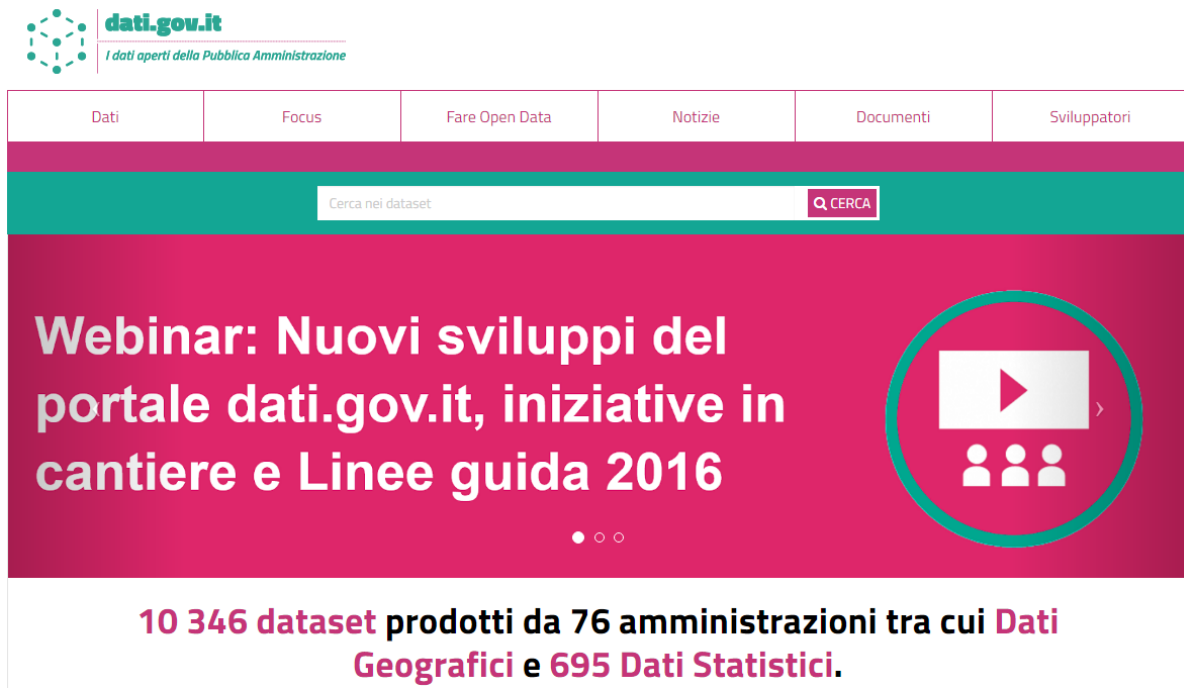 dati.gov.it
I dati aperti della Pubblica Amministrazione
Dati
Focus
Fare Open Data
Notizie
Documenti
Sviluppatori
Cerca nei dataset
CERCA
Webinar: Nuovi sviluppi del
portale dati.gov.it, iniziative in
cantiere e Linee guida 2016
10 346 dataset prodotti da 76 amministrazioni tra cui Dati
Geografici e 695 Dati Statistici.